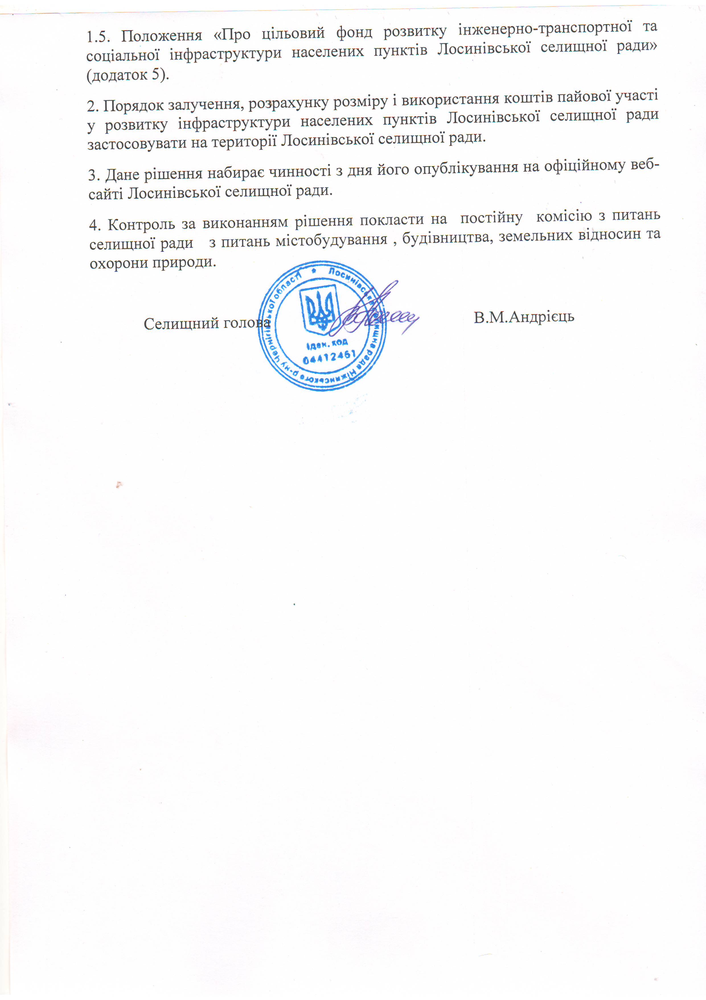 1.5. Положення «Про цільовий фонд розвитку інженерно-транспортної та
соціальної інфраструктури населених пунктів Лосинівської селищної ради»
(додаток 5).
2. Порядок залучення, розрахунку розміру і використання коштів пайової участі
у розвитку інфраструктури населених пунктів Лосинівської селищної ради
застосовувати на території Лосинівської селищної ради.
3. Дане рішення набирає чинності з дня його опублікування на офіційному веб-
сайті Лосинівської селищної ради.
4. Контроль за виконанням рішення покласти на постійну комісію з питань
селищної ради з питань містобудування , будівництва, земельних відносин та
охорони природи.
Селищний голова
В.М.Андрієць
Лосинівська селищна рада Ніжинського р-ну Чернігівської області
Ідан. код
04412461